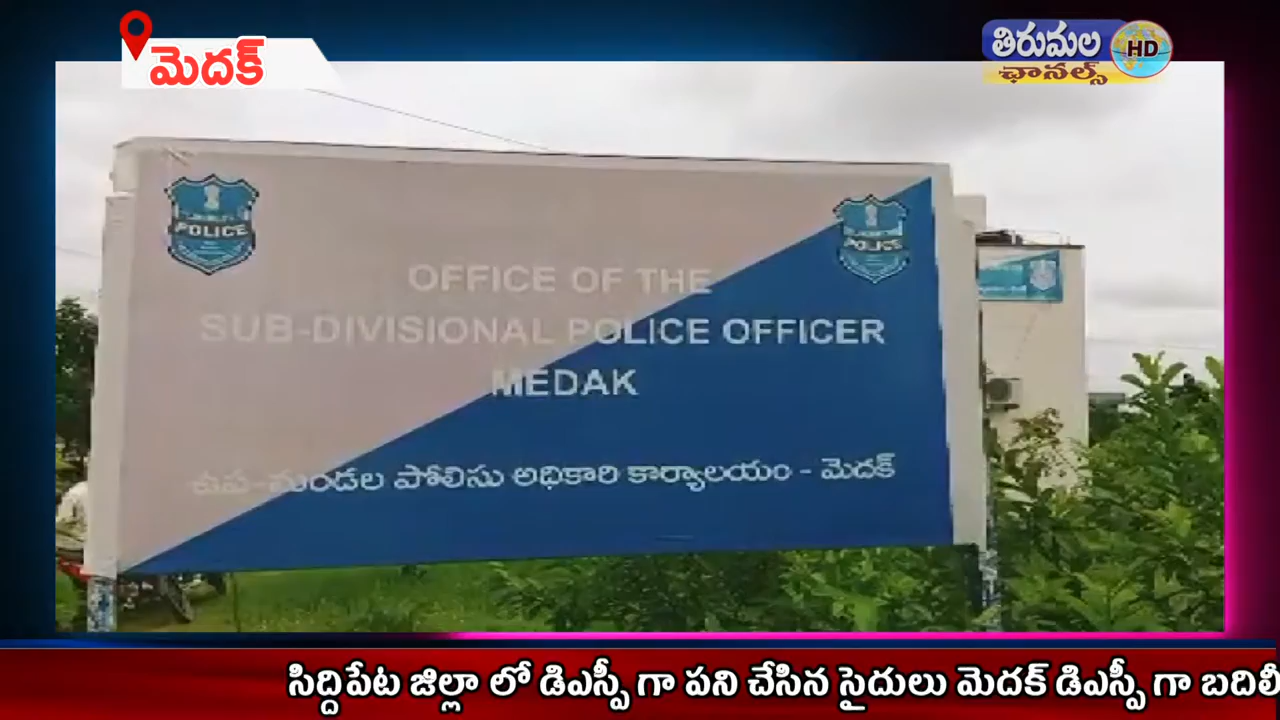 మెదక్
తిరుమల HD
ఛానల్స్
POLICE
POLICE
OFFICE OF THE
SUB-DIVISIONAL POLICE OFFICER
MEDAK
ఉప-మండల పోలిసు అధికారి కార్యాలయం - మెదక్
సిద్దిపేట జిల్లా లో డిఎస్పీ గా పని చేసిన సైదులు మెదక్ డిఎస్పీ గా బదిలీ